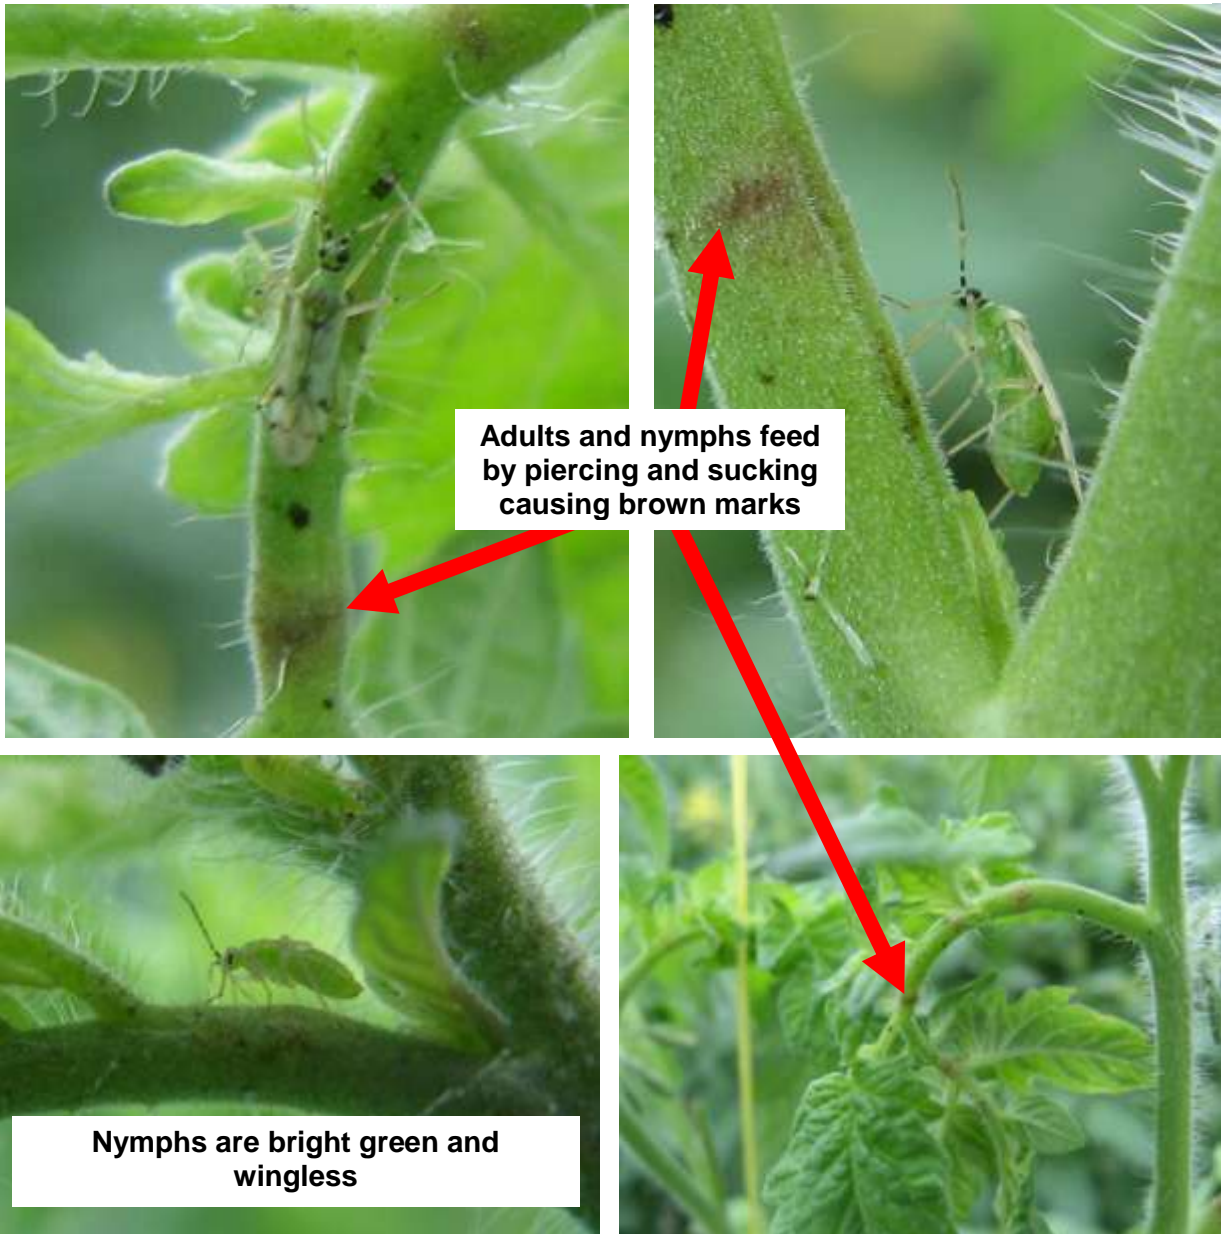 Adults and nymphs feed
by piercing and sucking
causing brown marks
Nymphs are bright green and
wingless